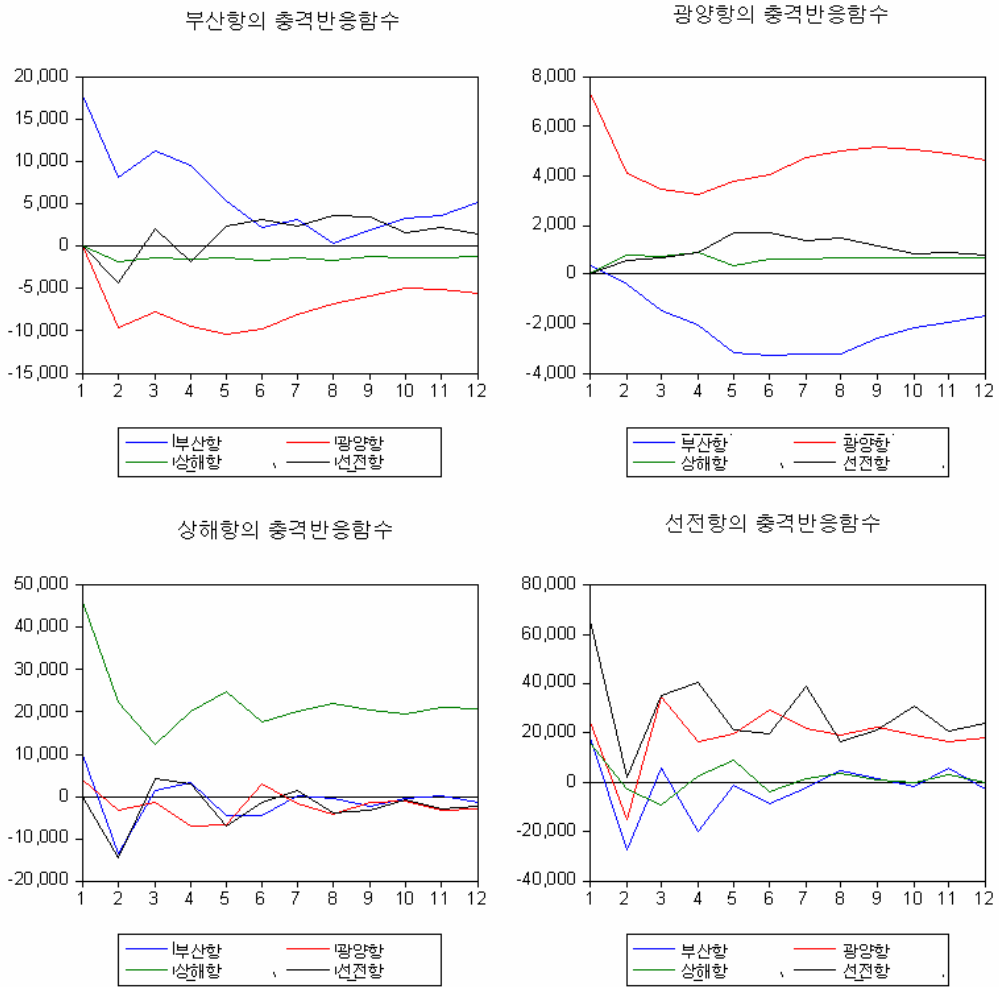 부산항의 충격반응함수
20,000
15,000
10,000
5,000
0
-5,000
-10,000
-15,000
1 2 3 4 5 6 7 8 9 10 11 12
부산항 광양항
상해항 선전항
광양항의 충격반응함수
8,000
6,000
4,000
2,000
0
-2,000
-4,000
1 2 3 4 5 6 7 8 9 10 11 12
부산항 광양항
상해항 선전항
상해항의 충격반응함수
50,000
40,000
30,000
20,000
10,000
0
-10,000
-20,000
1 2 3 4 5 6 7 8 9 10 11 12
부산항 광양항
상해항 선전항
선전항의 충격반응함수
80,000
60,000
40,000
20,000
0
-20,000
-40,000
1 2 3 4 5 6 7 8 9 10 11 12
부산항 광양항
상해항 선전항